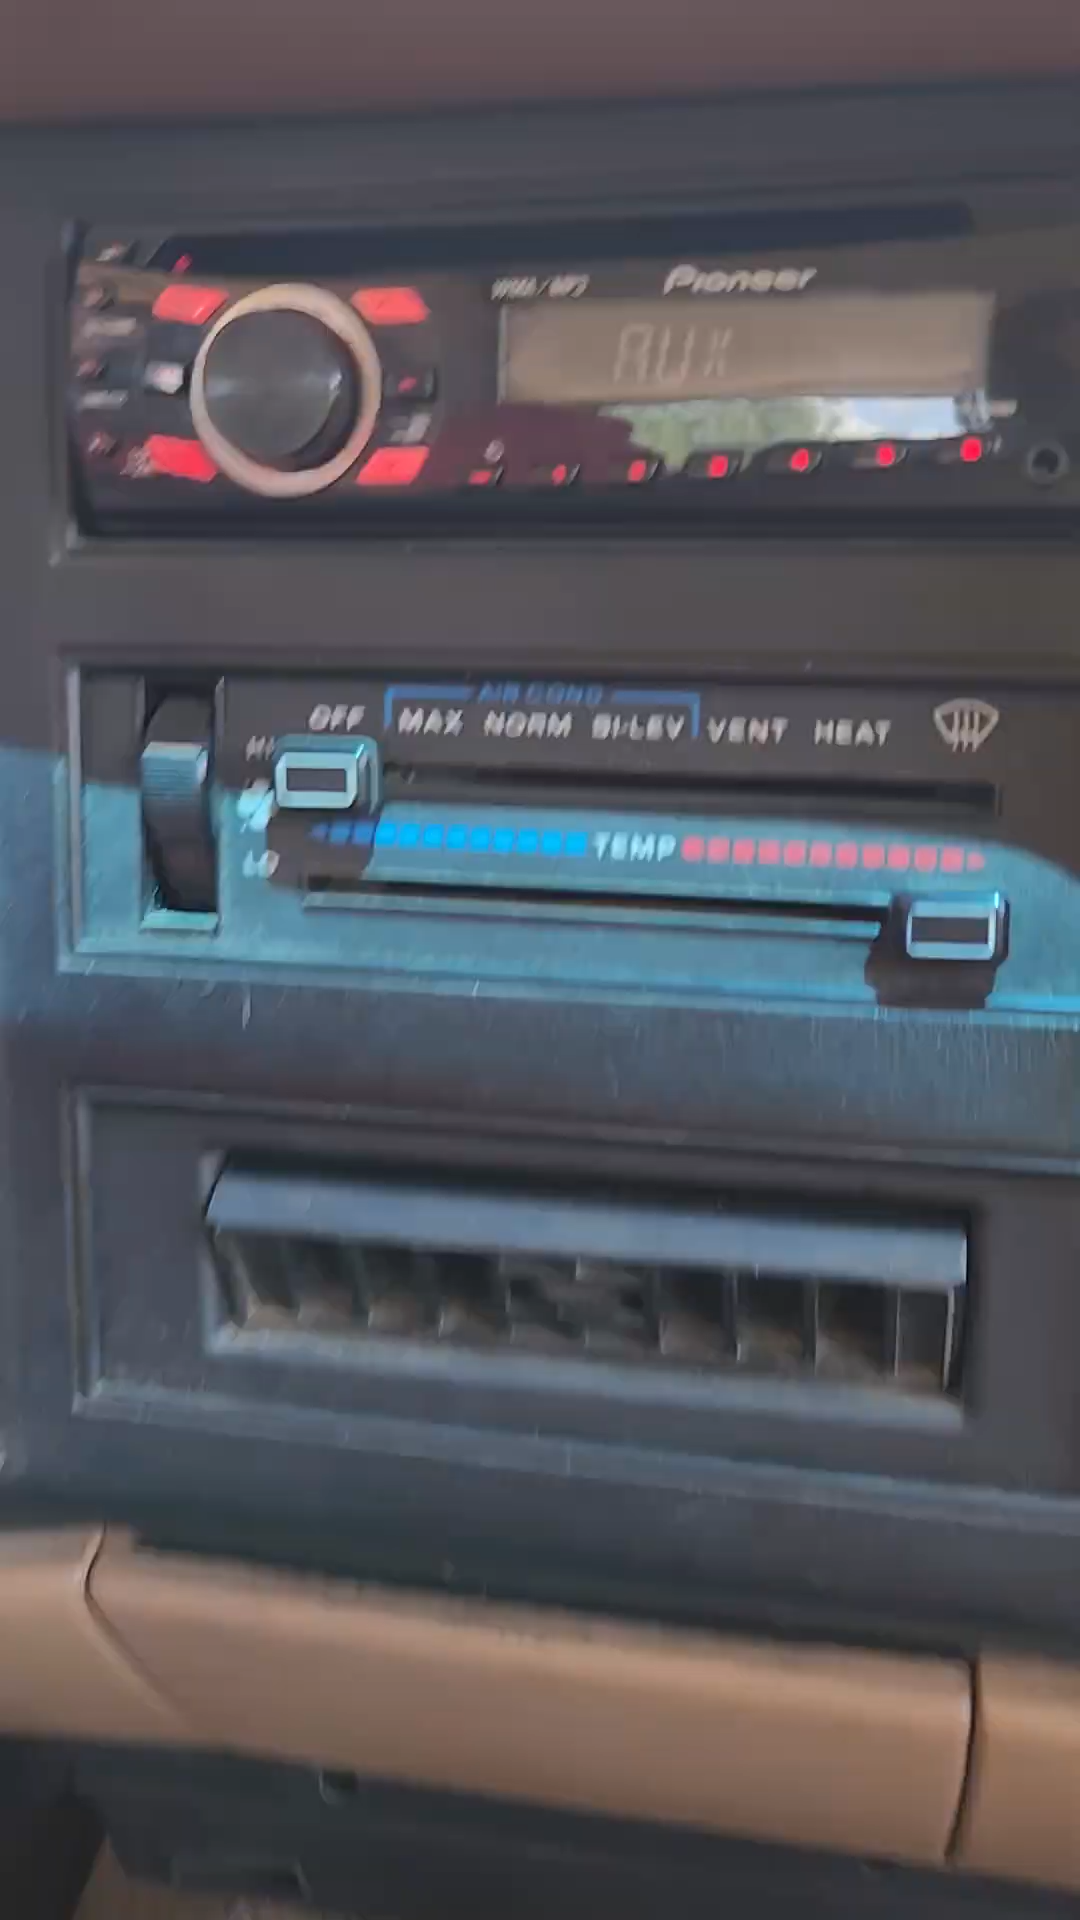 Pioneer
WMA/MP3
AUX
AIR COND
OFF MAX NORM BI-LEV VENT HEAT
HI
LO
TEMP